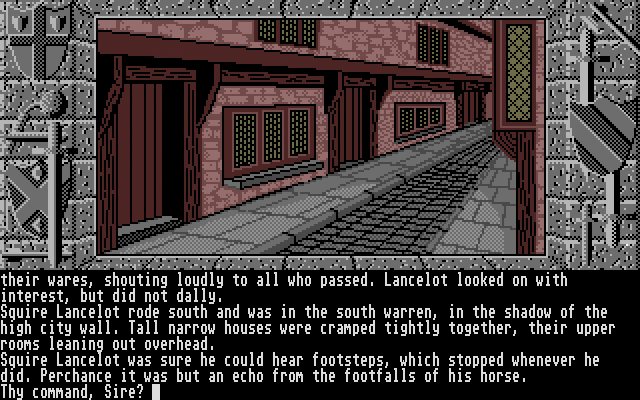 their wares, shouting loudly to all who passed. Lancelot looked on with
interest, but did not dally.
Squire Lancelot rode south and was in the south warren, in the shadow of the
high city wall. Tall narrow houses were cramped tightly together, their upper
rooms leaning out overhead.
Squire Lancelot was sure he could hear footsteps, which stopped whenever he
did. Perchance it was but an echo from the footfalls of his horse.
Thy command, Sire?